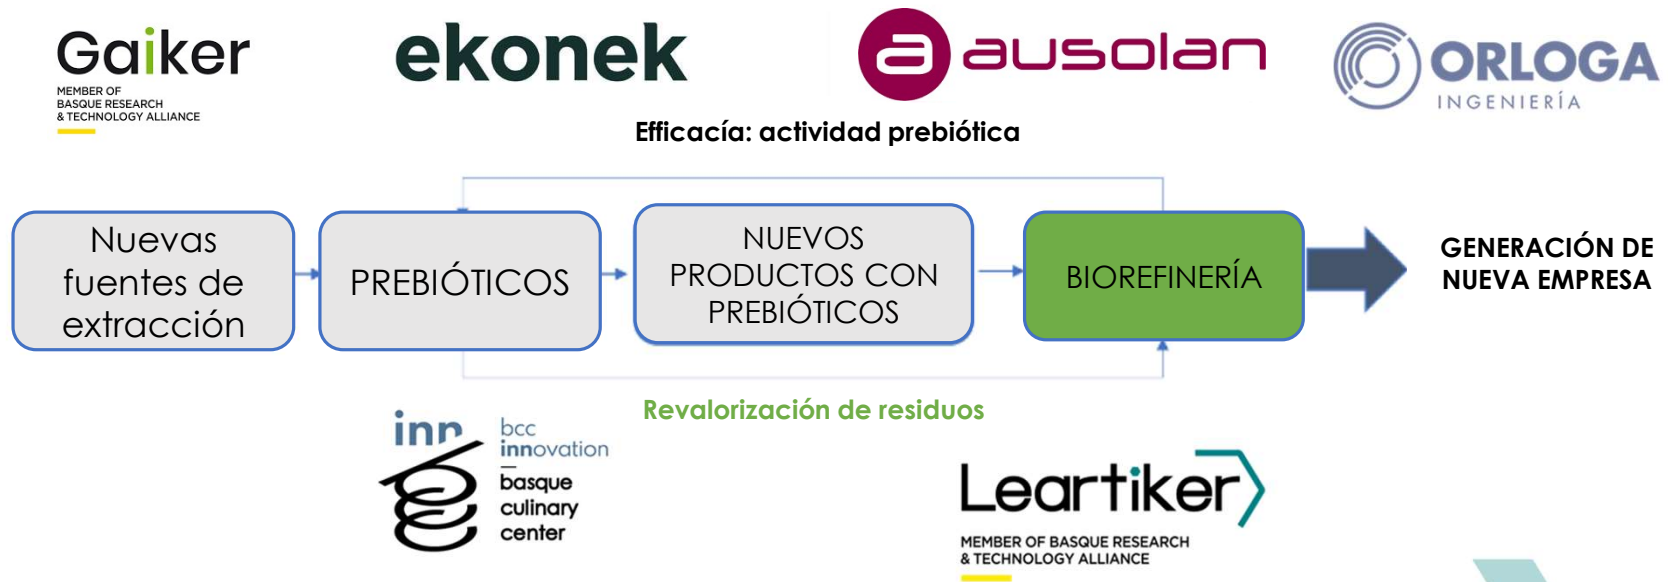 Gaiker
MEMBER OF
BASQUE RESEARCH
& TECHNOLOGY ALLIANCE
ekonek
a ausolan
ORLOGA
INGENIERÍA
Efficacía: actividad prebiótica
Nuevas
fuentes de
extracción
PREBIÓTICOS
NUEVOS
PRODUCTOS CON
PREBIÓTICOS
BIOREFINERÍA
GENERACIÓN DE
NUEVA EMPRESA
Revalorización de residuos
inn
bcc
innovation
basque
culinary
center
Leartiker
MEMBER OF BASQUE RESEARCH
& TECHNOLOGY ALLIANCE